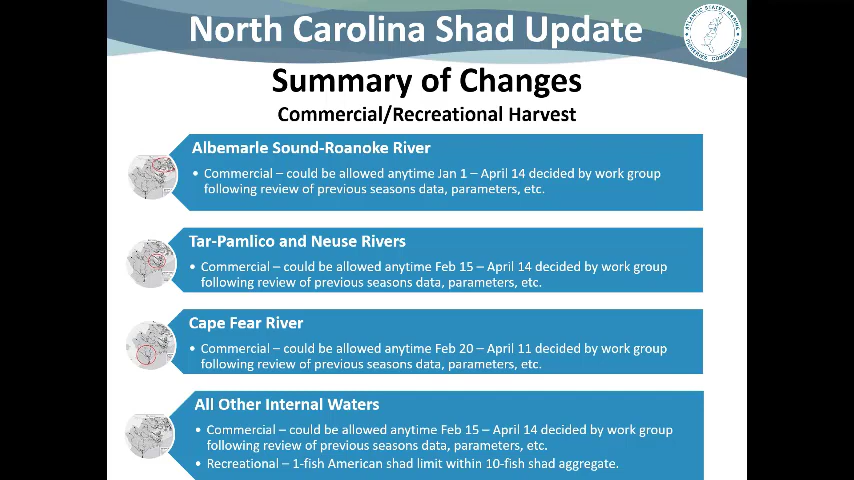 North Carolina Shad Update
ATLANTIC STATES MARINE FISHERIES COMMISSION
Summary of Changes
Commercial/Recreational Harvest
Albemarle Sound-Roanoke River
• Commercial – could be allowed anytime Jan 1 – April 14 decided by work group
following review of previous seasons data, parameters, etc.
Tar-Pamlico and Neuse Rivers
• Commercial – could be allowed anytime Feb 15 – April 14 decided by work group
following review of previous seasons data, parameters, etc.
Cape Fear River
• Commercial – could be allowed anytime Feb 20 – April 11 decided by work group
following review of previous seasons data, parameters, etc.
All Other Internal Waters
• Commercial – could be allowed anytime Feb 15 – April 14 decided by work group
following review of previous seasons data, parameters, etc.
• Recreational – 1-fish American shad limit within 10-fish shad aggregate.